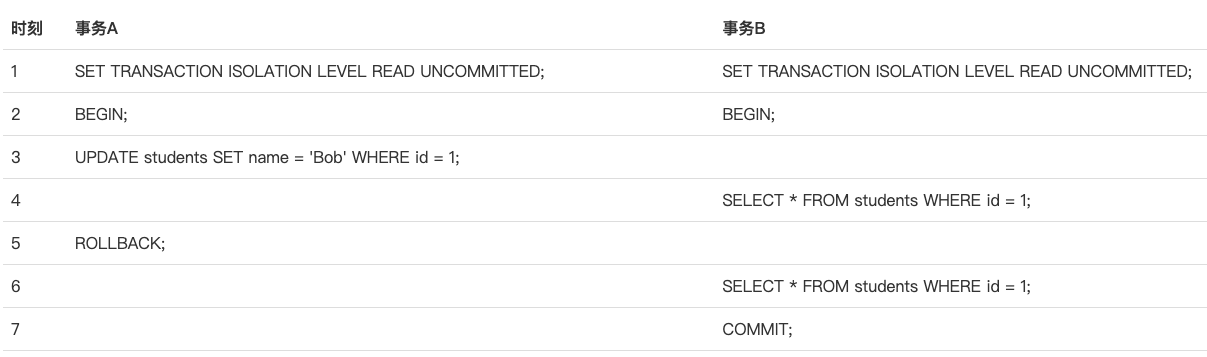 时刻 事务A 事务B
1 SET TRANSACTION ISOLATION LEVEL READ UNCOMMITTED; SET TRANSACTION ISOLATION LEVEL READ UNCOMMITTED;
2 BEGIN; BEGIN;
3 UPDATE students SET name = 'Bob' WHERE id = 1;
4 SELECT * FROM students WHERE id = 1;
5 ROLLBACK;
6 SELECT * FROM students WHERE id = 1;
7 COMMIT;